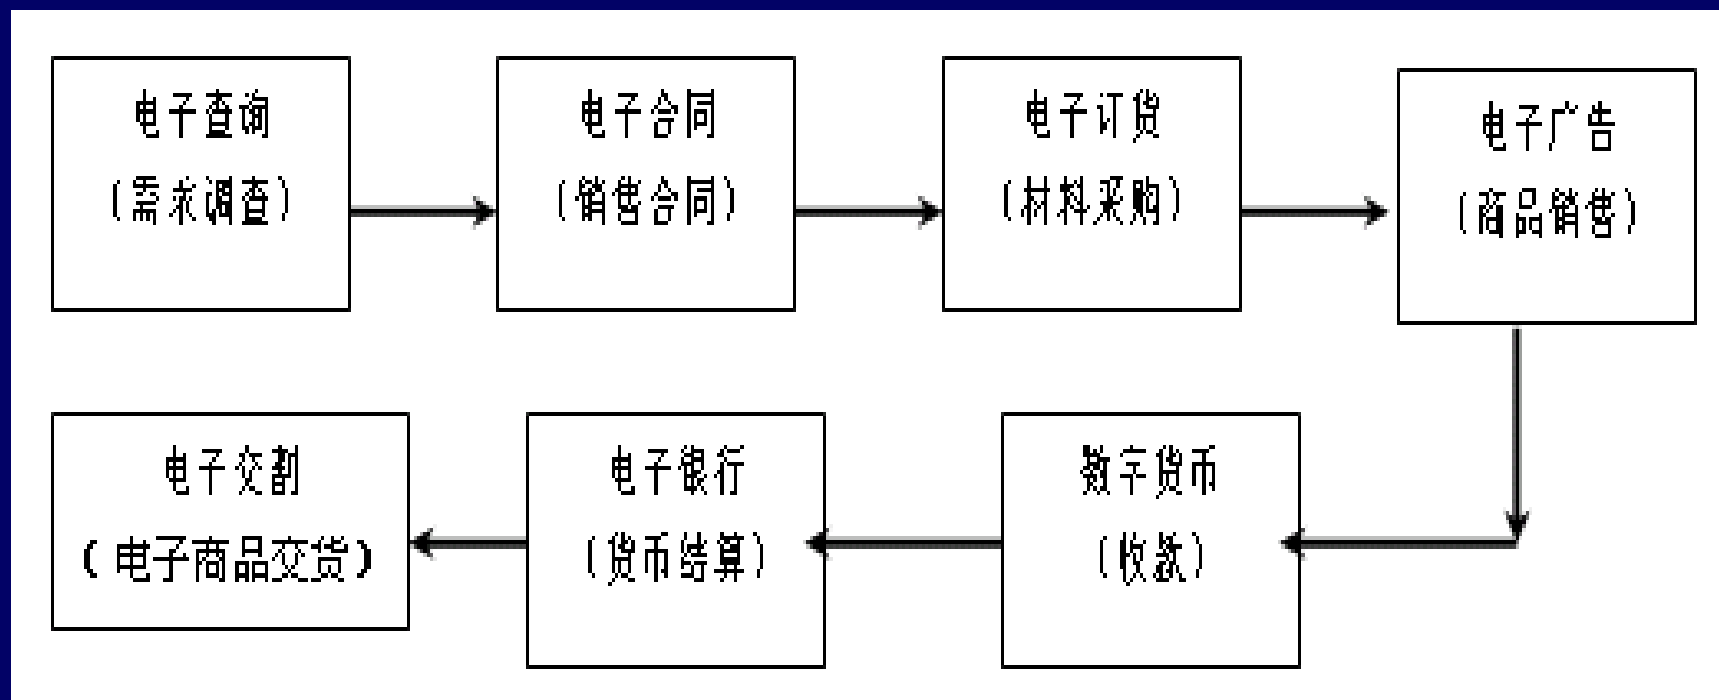 电子查询
(需求调查)
电子合同
(销售合同)
电子订货
(材料采购)
电子广告
(商品销售)
数字货币
(收款)
电子银行
(货币结算)
电子交割
(电子商品交货)